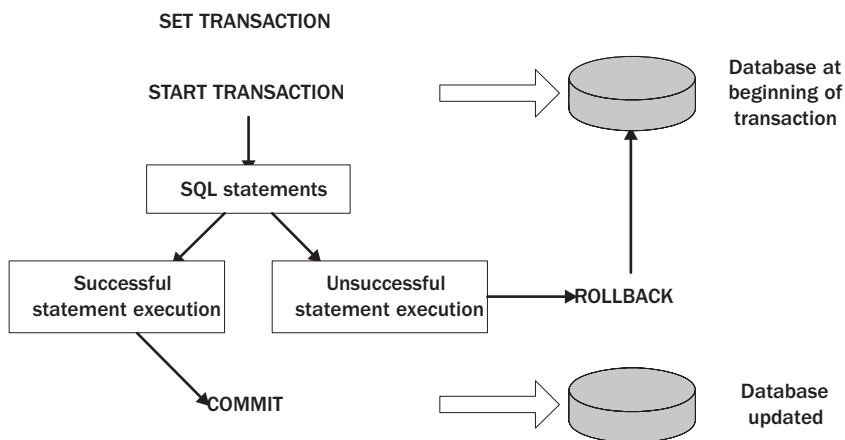 SET TRANSACTION
START TRANSACTION
Database at
beginning of
transaction
SQL statements
Successful
statement execution
Unsuccessful
statement execution
ROLLBACK
COMMIT
Database
updated